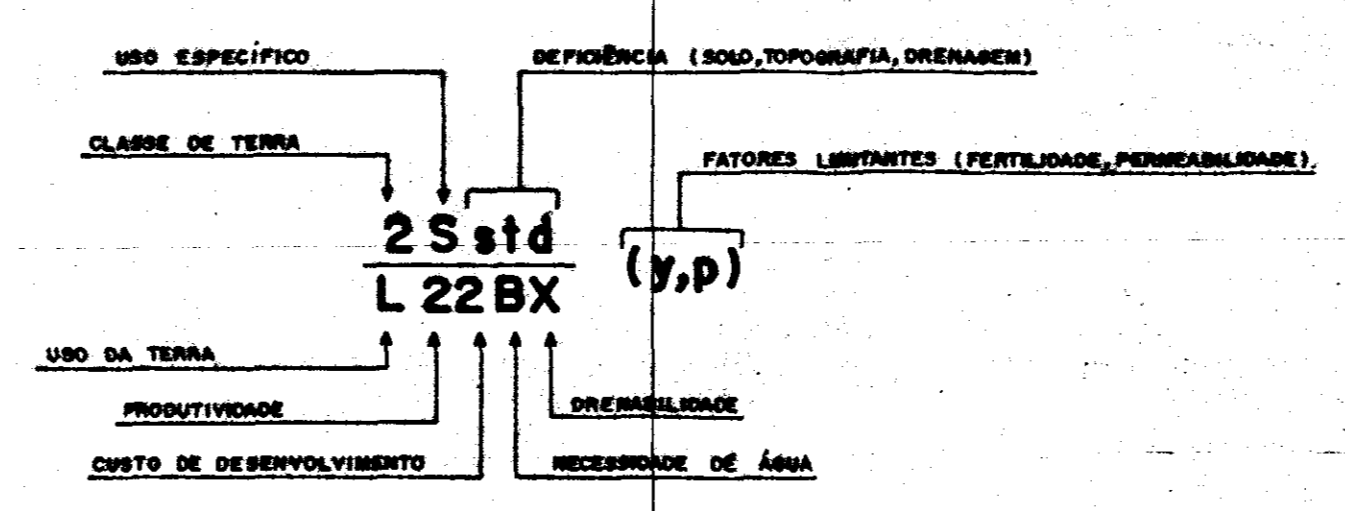 USO ESPECÍFICO
DEFICIÊNCIA (SOLO,TOPOGRAFIA,DRENAGEM)
CLASSE DE TERRA
FATORES LIMITANTES (FERTILIDADE,PERMEABILIDADE).
2 S std
(y,p)
L 22 BX
USO DA TERRA
PRODUTIVIDADE
DRENABILIDADE
CUSTO DE DESENVOLVIMENTO
NECESSIDADE DE ÁGUA